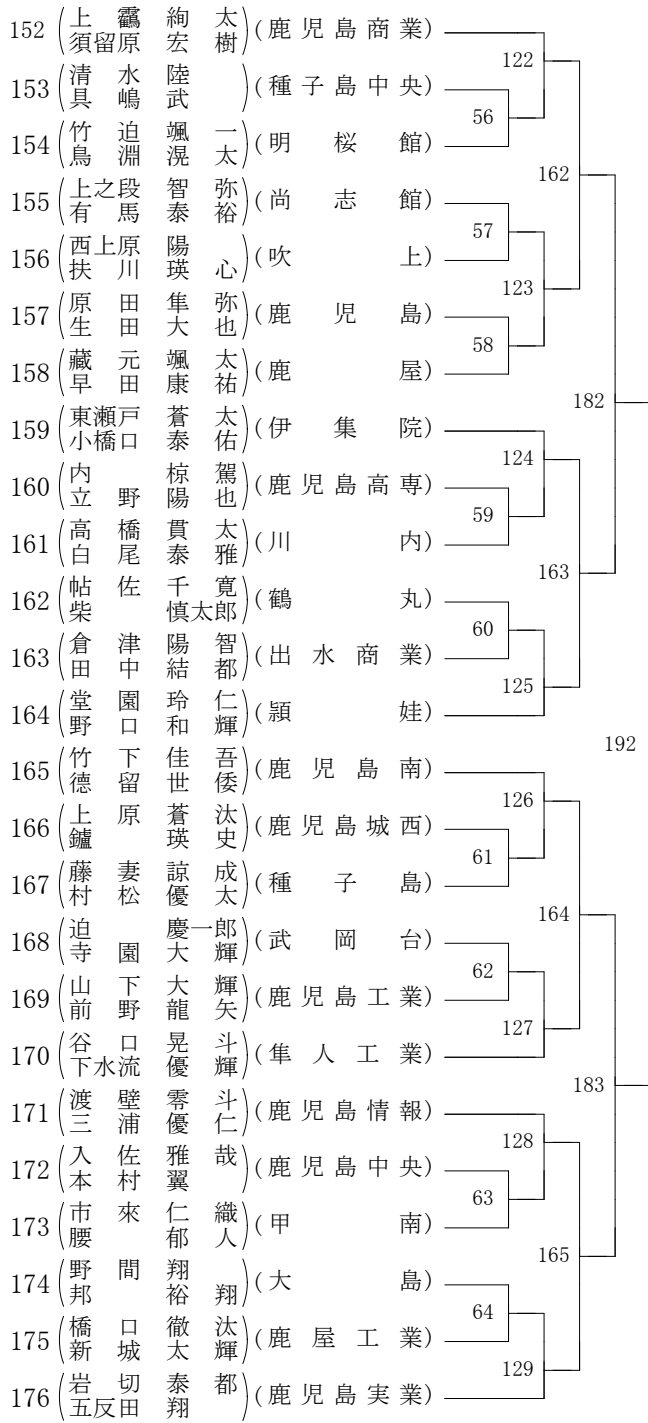 152 (上 靍 絢 太 (鹿児島商業)
須留原 宏 樹)
122
清 水 陸
153 (具 嶋 武) (種子島中央)
56
竹 迫 颯 一
154 (鳥 淵 滉 太) (明桜館)
162
上之段 智 弥
155 (有 馬 泰 裕) (尚志館)
57
西上原 陽
156 (扶 川 瑛 心) (吹上)
123
原 田 隼 弥
157 (生 田 大 也) (鹿児島)
58
藏 元 颯 太
158 (早 田 康 祐) (鹿屋)
182
東瀬戸 蒼 太
159 (小橋口 泰 佑) (伊集院)
124
内 椋 駕
160 (立 野 陽 也) (鹿児島高専)
59
高 橋 貫 太
161 (白 尾 泰 雅) (川内)
163
帖 佐 千 寛
162 (柴 慎太郎) (鶴丸)
60
倉 津 陽 智
163 (田 中 結 都) (出水商業)
125
堂 園 玲 仁
164 (野 口 和 輝) (頴娃)
192
竹 下 佳 吾
165 (德 留 世 倭) (鹿児島南)
126
上 原 蒼 汰
166 (鑪 瑛 史) (鹿児島城西)
61
藤 妻 諒 成
167 (村 松 優 太) (種子島)
164
迫 慶一郎
168 (寺 園 大 輝) (武岡台)
62
山 下 大 輝
169 (前 野 龍 矢) (鹿児島工業)
127
谷 口 晃 斗
170 (下水流 優 輝) (隼人工業)
183
渡 壁 零 斗
171 (三 浦 優 仁) (鹿児島情報)
128
入 佐 雅 哉
172 (本 村 翼) (鹿児島中央)
63
市 來 仁 織
173 (腰 郁 人) (甲南)
165
野 間 翔
174 (邦 裕 翔) (大島)
64
橋 口 徹 汰
175 (新 城 太 輝) (鹿屋工業)
129
岩 切 泰 都
176 (五反田 翔) (鹿児島実業)